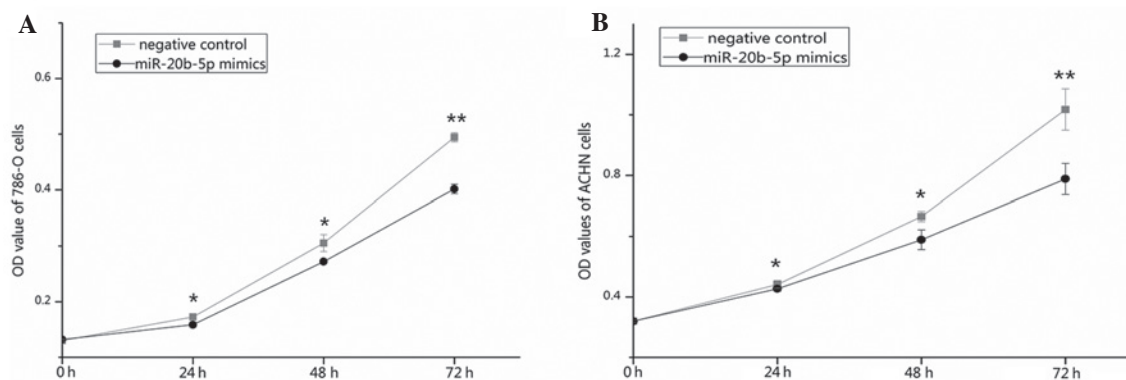 A
negative control
miR-20b-5p mimics
OD value of 786-O cells
0.6
0.4
0.2
*
*
**
0 h
24 h
48 h
72 h
B
negative control
miR-20b-5p mimics
OD values of ACHN cells
1.2
0.8
0.4
*
*
**
0 h
24 h
48 h
72 h